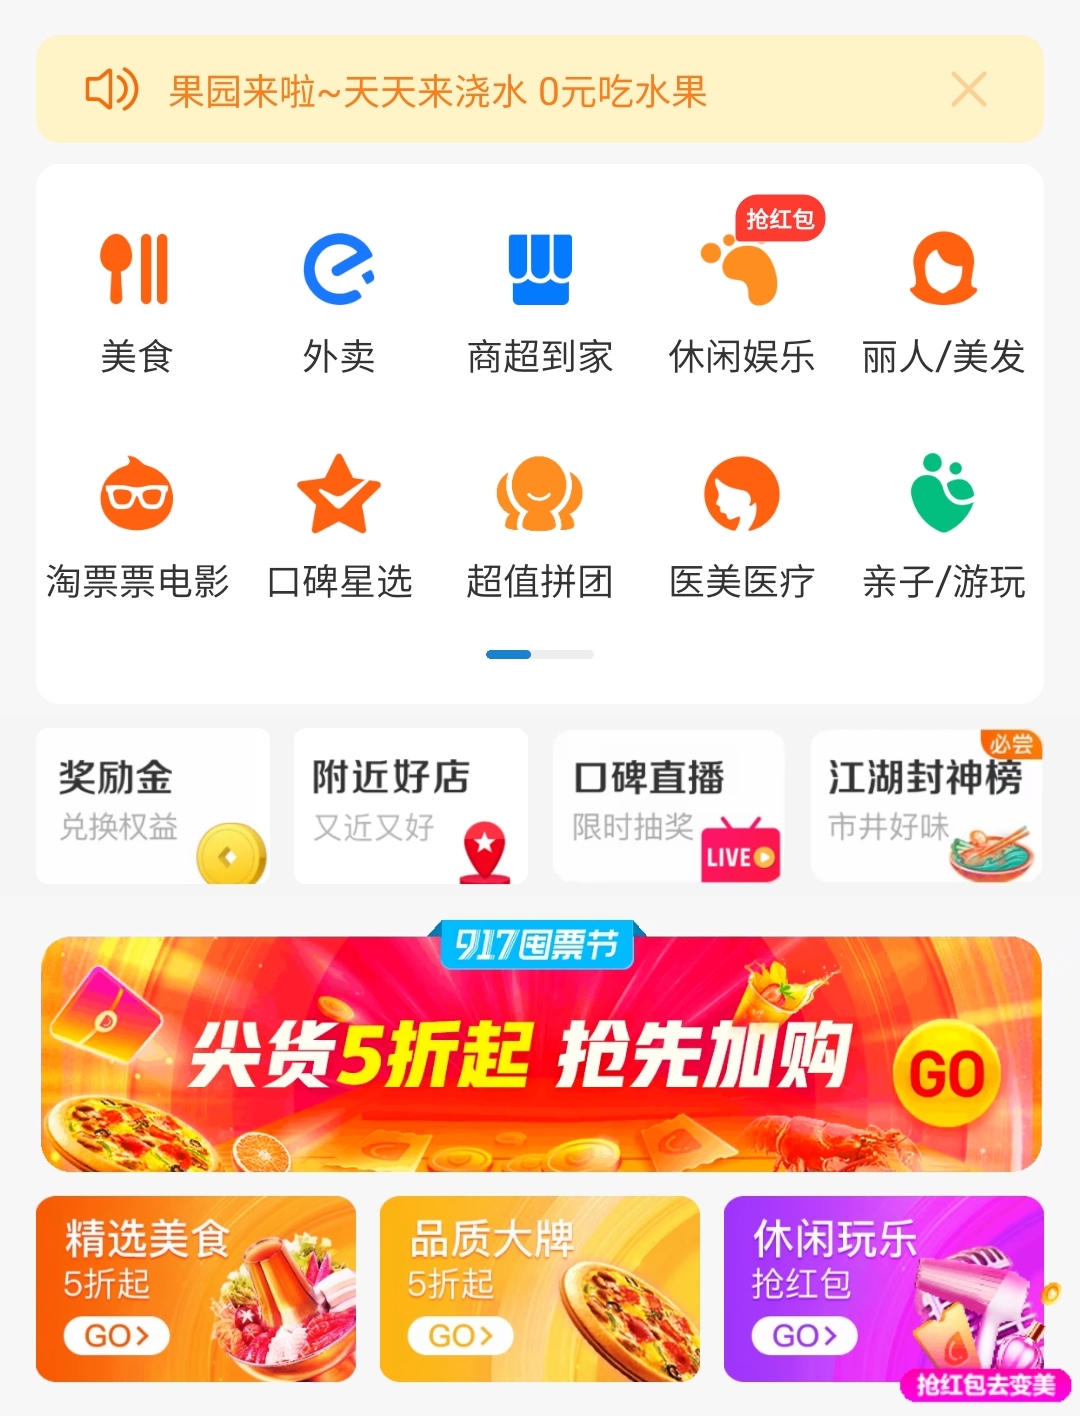 果园来啦~天天来浇水 0元吃水果
抢红包
美食 外卖 商超到家 休闲娱乐 丽人/美发
淘票票电影 口碑星选 超值拼团 医美医疗 亲子/游玩
必尝
奖励金 附近好店 口碑直播 江湖封神榜
兑换权益 又近又好 限时抽奖 市井好味
LIVE
917囤票节
尖货5折起 抢先加购
GO
精选美食 品质大牌 休闲玩乐
5折起 5折起 抢红包
GO> GO> GO>
抢红包去变美